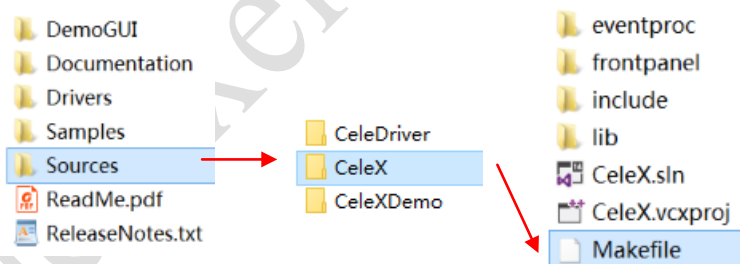 DemoGUI
Documentation
Drivers
Samples
Sources
ReadMe.pdf
ReleaseNotes.txt
CeleDriver
CeleX
CeleXDemo
eventproc
frontpanel
include
lib
CeleX.sln
CeleX.vcxproj
Makefile